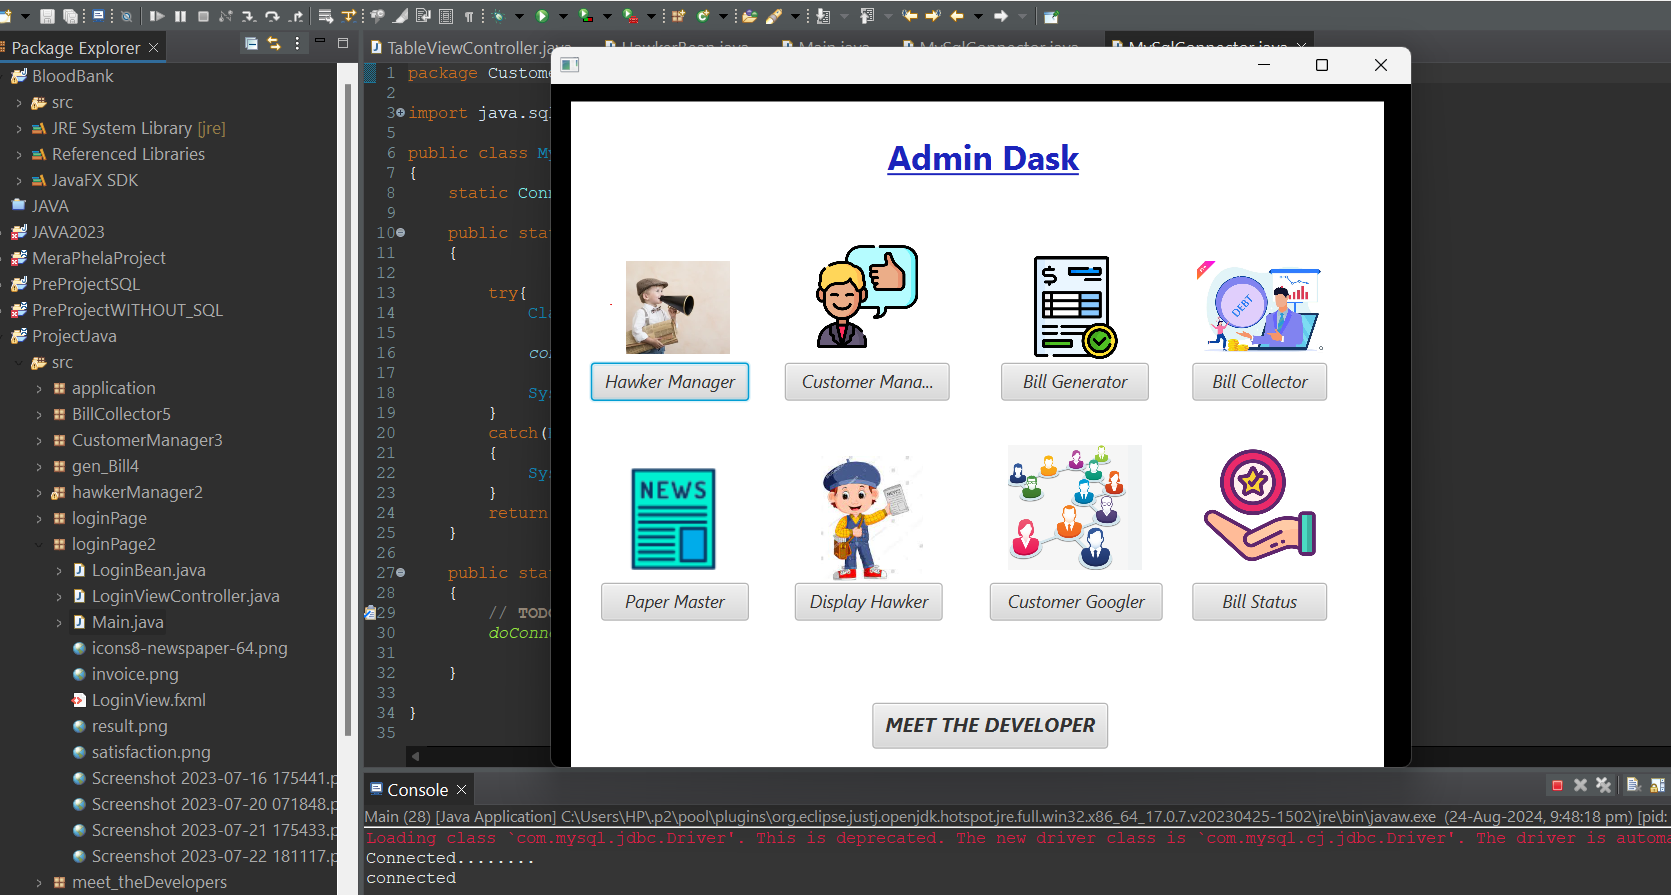 Package Explorer
BloodBank
src
JRE System Library [jre]
Referenced Libraries
JavaFX SDK
JAVA
JAVA2023
MeraPhelaProject
PreProjectSQL
PreProjectWITHOUT_SQL
ProjectJava
src
application
BillCollector5
CustomerManager3
gen_Bill4
hawkerManager2
loginPage
loginPage2
LoginBean.java
LoginViewController.java
Main.java
icons8-newspaper-64.png
invoice.png
LoginView.fxml
result.png
satisfaction.png
Screenshot 2023-07-16 175441.p
Screenshot 2023-07-20 071848.p
Screenshot 2023-07-21 175433.p
Screenshot 2023-07-22 181117.p
meet_theDevelopers
TableViewController.java HawkerBean.java Main.java MySqlConnector.java MySqlConnector.java
1 package Custome
2
3 import java.sq
5
6 public class My
7 {
8 static Conn
9
10 public sta
11 {
12
13 try{
14 Cla
15
16 co
17
18 Sys
19 }
20 catch(
21 {
22 Sys
23 }
24 return
25 }
26
27 public sta
28 {
29 // TODO
30 doConne
31
32 }
33
34 }
35
Admin Dask
DEBT
Hawker Manager Customer Mana... Bill Generator Bill Collector
NEWS
NEWS
Paper Master Display Hawker Customer Googler Bill Status
MEET THE DEVELOPER
Console
Main (28) [Java Application] C:\Users\HP\.p2\pool\plugins\org.eclipse.justj.openjdk.hotspot.jre.full.win32.x86_64_17.0.7.v20230425-1502\jre\bin\javaw.exe (24-Aug-2024, 9:48:18 pm) [pid:
Loading class `com.mysql.jdbc.Driver'. This is deprecated. The new driver class is `com.mysql.cj.jdbc.Driver'. The driver is automa
Connected........
connected